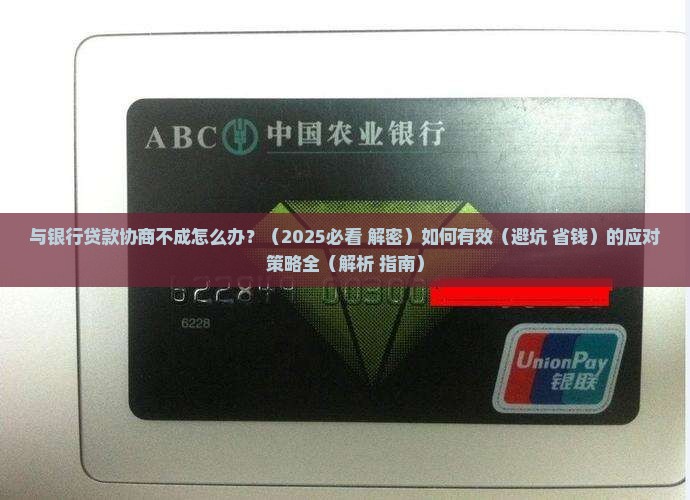 ABC 中国农业银行
与银行贷款协商不成怎么办？（2025必看 解密）如何有效（避坑 省钱）的应对
策略全（解析 指南）
6228
UnionPay
银联